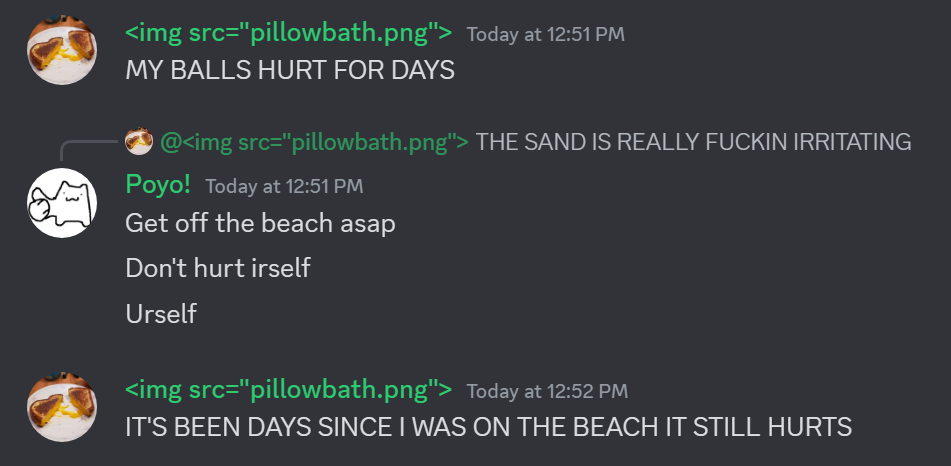 <img src="pillowbath.png"> Today at 12:51 PM
MY BALLS HURT FOR DAYS
@<img src="pillowbath.png"> THE SAND IS REALLY FUCKIN IRRITATING
Poyo! Today at 12:51 PM
Get off the beach asap
Don't hurt irself
Urself
<img src="pillowbath.png"> Today at 12:52 PM
IT'S BEEN DAYS SINCE I WAS ON THE BEACH IT STILL HURTS